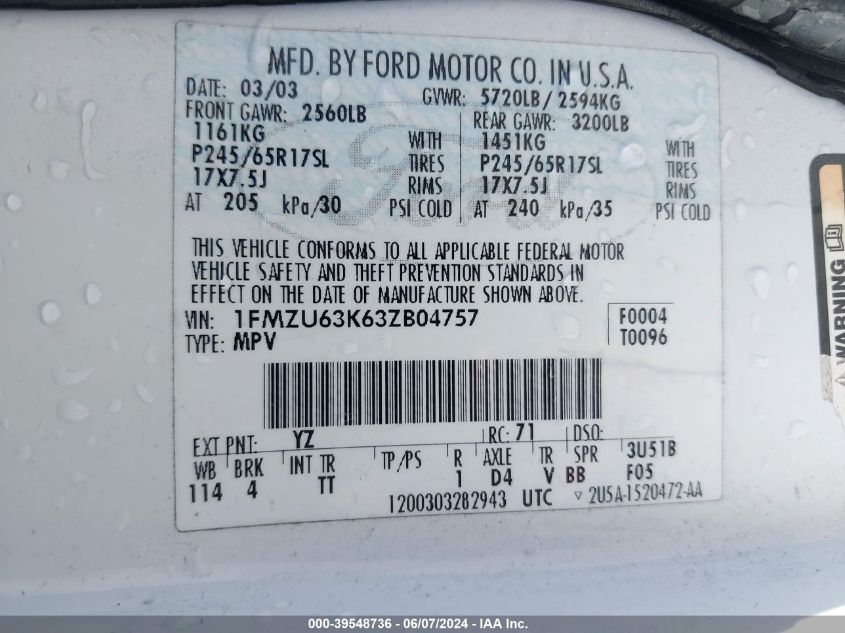 MFD. BY FORD MOTOR CO. IN U.S.A.
DATE: 03/03 GVWR: 5720LB/ 2594KG
FRONT GAWR: 2560LB REAR GAWR: 3200LB
1161KG WITH 1451KG WITH
P245/65R17SL TIRES P245/65R17SL TIRES
17X7.5J RIMS 17X7.5J RIMS
AT 205 kPa/30 PSI COLD AT 240 kPa/35 PSI COLD
THIS VEHICLE CONFORMS TO ALL APPLICABLE FEDERAL MOTOR
VEHICLE SAFETY AND THEFT PREVENTION STANDARDS IN
EFFECT ON THE DATE OF MANUFACTURE SHOWN ABOVE.
VIN: 1FMZU63K63ZB04757 F0004
TYPE: MPV T0096
EXT PNT: YZ RC: 71 DSO:
WB BRK INT TR TP/PS R AXLE TR SPR 3U51B
114 4 TT 1 D4 V BB F05
1200303282943 UTC ▽ 2U5A-1520472-AA
WARNING
000-39548736 - 06/07/2024 - IAA Inc.